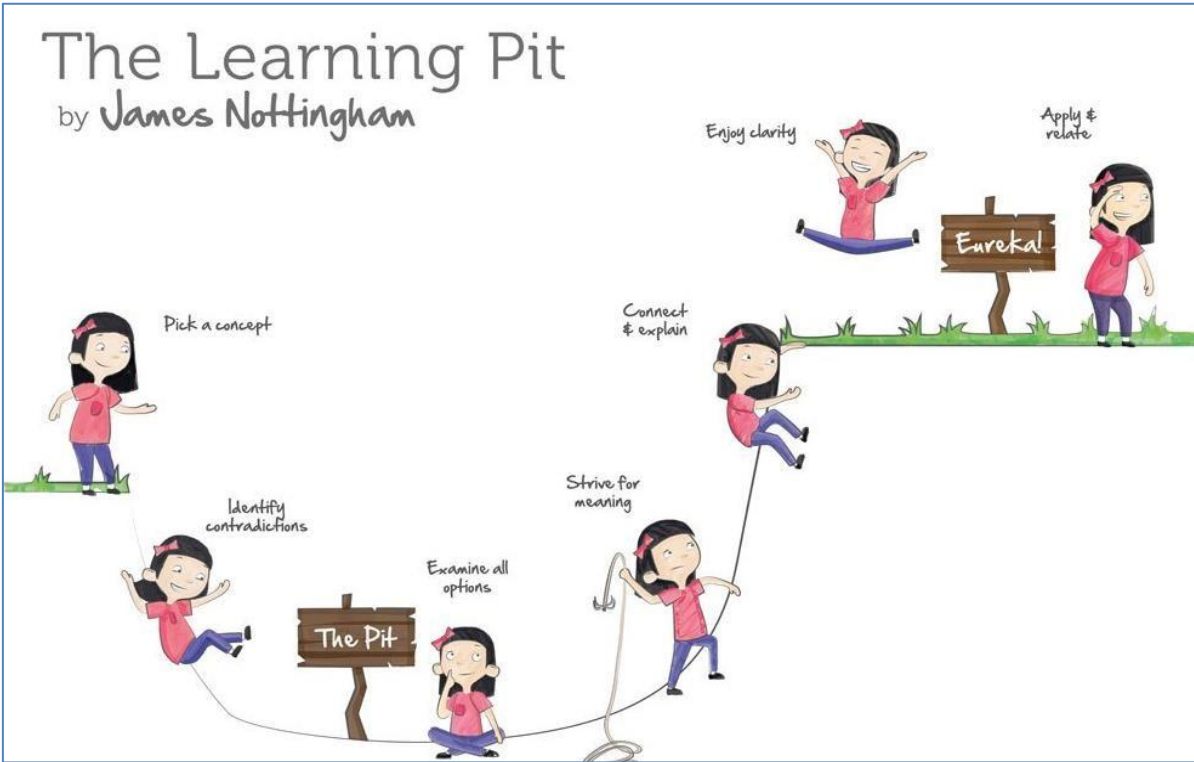 The Learning Pit
by James Nottingham
Pick a concept
Identify
contradictions
The Pit
Examine all
options
Strive for
meaning
Connect
& explain
Enjoy clarity
Eureka!
Apply &
relate